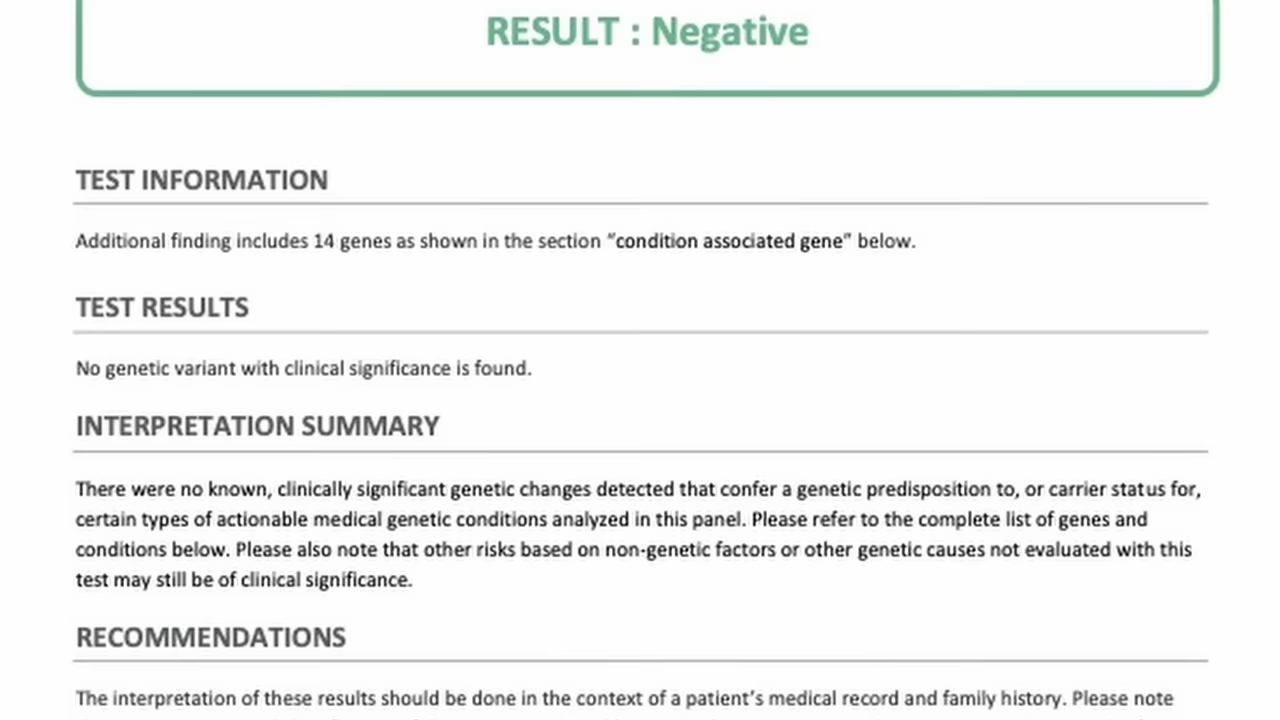 RESULT : Negative
TEST INFORMATION
Additional finding includes 14 genes as shown in the section "condition associated gene" below.
TEST RESULTS
No genetic variant with clinical significance is found.
INTERPRETATION SUMMARY
There were no known, clinically significant genetic changes detected that confer a genetic predisposition to, or carrier status for,
certain types of actionable medical genetic conditions analyzed in this panel. Please refer to the complete list of genes and
conditions below. Please also note that other risks based on non-genetic factors or other genetic causes not evaluated with this
test may still be of clinical significance.
RECOMMENDATIONS
The interpretation of these results should be done in the context of a patient's medical record and family history. Please note